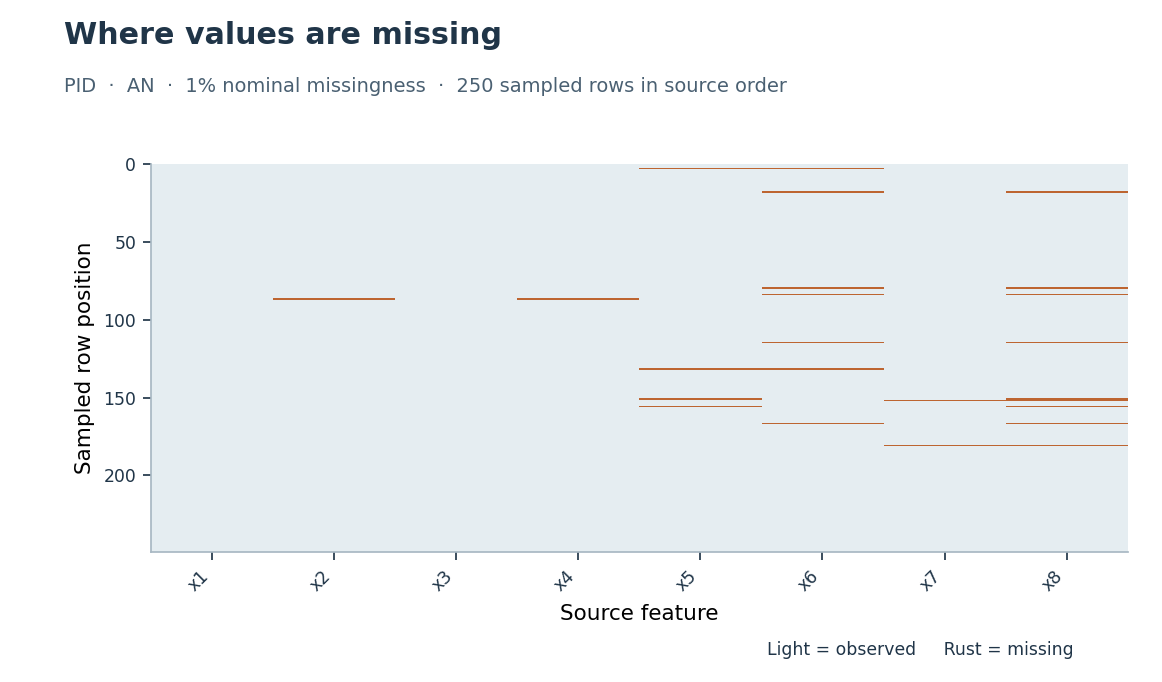 Where values are missing
PID · AN · 1% nominal missingness · 250 sampled rows in source order
0
50
100
150
200
Sampled row position
x1
x2
x3
x4
x5
x6
x7
x8
Source feature
Light = observed Rust = missing